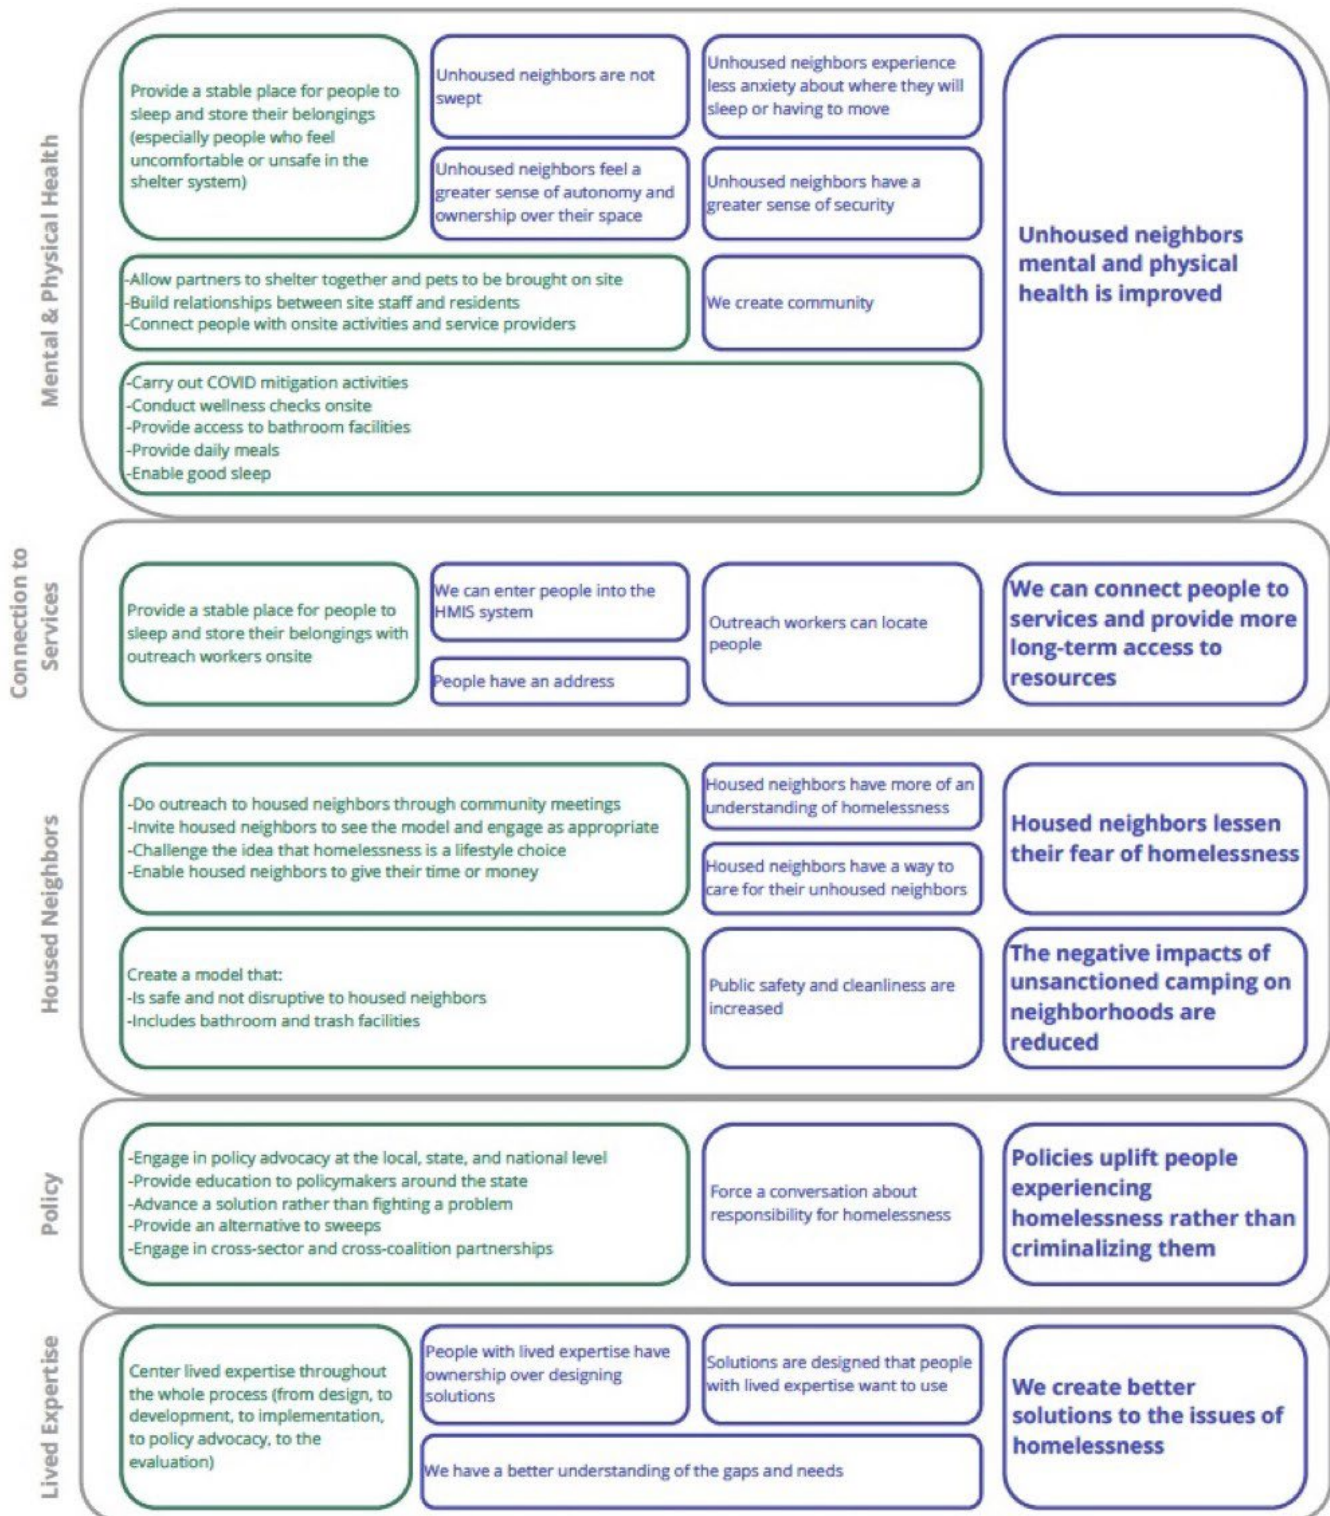 Mental & Physical Health
Provide a stable place for people to
sleep and store their belongings
(especially people who feel
uncomfortable or unsafe in the
shelter system)
Unhoused neighbors are not
swept
Unhoused neighbors experience
less anxiety about where they will
sleep or having to move
Unhoused neighbors feel a
greater sense of autonomy and
ownership over their space
Unhoused neighbors have a
greater sense of security
-Allow partners to shelter together and pets to be brought on site
-Build relationships between site staff and residents
-Connect people with onsite activities and service providers
We create community
-Carry out COVID mitigation activities
-Conduct wellness checks onsite
-Provide access to bathroom facilities
-Provide daily meals
-Enable good sleep
Unhoused neighbors
mental and physical
health is improved
Connection to
Services
Provide a stable place for people to
sleep and store their belongings with
outreach workers onsite
We can enter people into the
HMIS system
People have an address
Outreach workers can locate
people
We can connect people to
services and provide more
long-term access to
resources
Housed Neighbors
-Do outreach to housed neighbors through community meetings
-Invite housed neighbors to see the model and engage as appropriate
-Challenge the idea that homelessness is a lifestyle choice
-Enable housed neighbors to give their time or money
Housed neighbors have more of an
understanding of homelessness
Housed neighbors have a way to
care for their unhoused neighbors
Housed neighbors lessen
their fear of homelessness
Create a model that:
-Is safe and not disruptive to housed neighbors
-Includes bathroom and trash facilities
Public safety and cleanliness are
increased
The negative impacts of
unsanctioned camping on
neighborhoods are
reduced
Policy
-Engage in policy advocacy at the local, state, and national level
-Provide education to policymakers around the state
-Advance a solution rather than fighting a problem
-Provide an alternative to sweeps
-Engage in cross-sector and cross-coalition partnerships
Force a conversation about
responsibility for homelessness
Policies uplift people
experiencing
homelessness rather than
criminalizing them
Lived Expertise
Center lived expertise throughout
the whole process (from design, to
development, to implementation,
to policy advocacy, to the
evaluation)
People with lived expertise have
ownership over designing
solutions
Solutions are designed that people
with lived expertise want to use
We have a better understanding of the gaps and needs
We create better
solutions to the issues of
homelessness